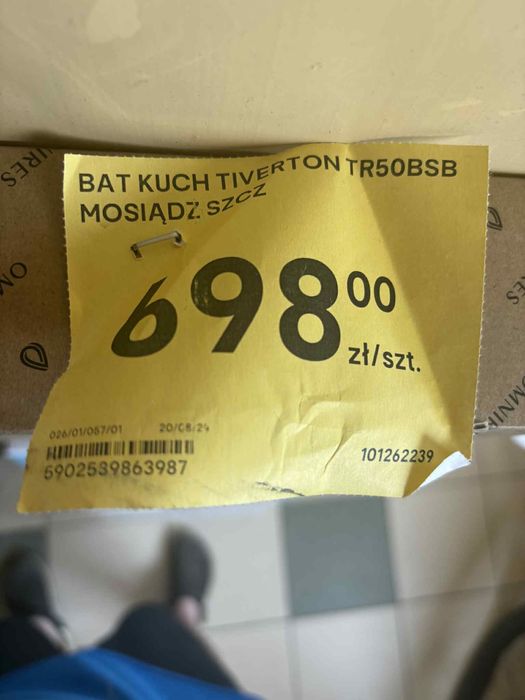 BAT KUCH TIVERTON TR50BSB
MOSIĄDZ SZCZ
698 00
zł/szt.
026/01/057/01 20/08/24
5902539863987
101262239